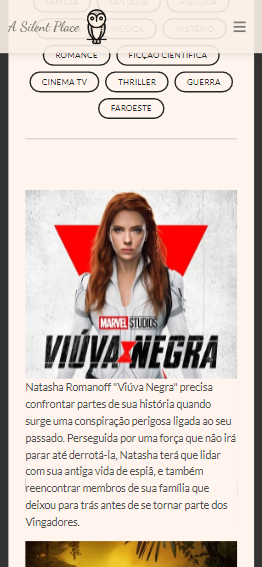 FAMÍLIA
FANTASIA
HISTÓRIA
A Silent Place
MÚSICA
MISTÉRIO
ROMANCE
FICÇÃO CIENTÍFICA
CINEMA TV
THRILLER
GUERRA
FAROESTE
MARVEL STUDIOS
VIÚVA NEGRA
Natasha Romanoff "Viúva Negra" precisa
confrontar partes de sua história quando
surge uma conspiração perigosa ligada ao seu
passado. Perseguida por uma força que não irá
parar até derrotá-la, Natasha terá que lidar
com sua antiga vida de espiã, e também
reencontrar membros de sua família que
deixou para trás antes de se tornar parte dos
Vingadores.